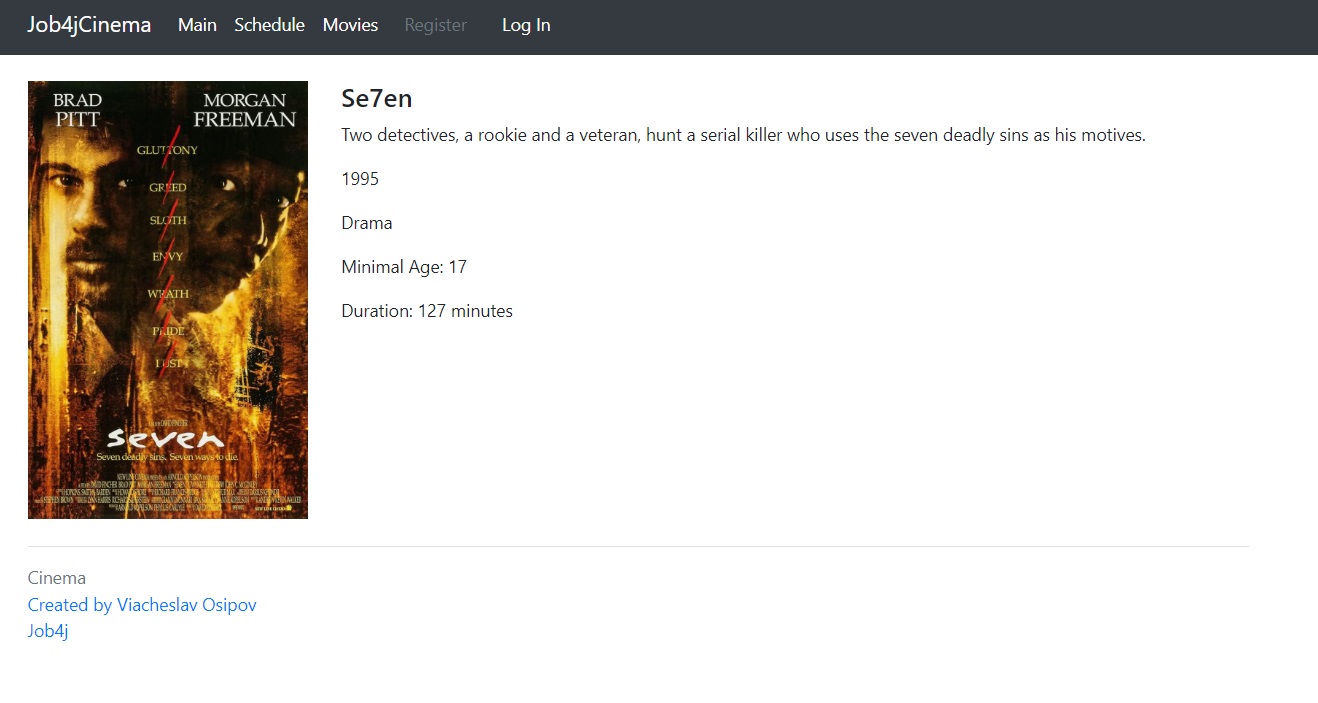 Job4jCinema Main Schedule Movies Register Log In
BRAD PITT
MORGAN FREEMAN
GLUTTONY
GREED
SLOTH
ENVY
WRATH
PRIDE
LUST
seven
Seven deadly sins. Seven ways to die.
Se7en
Two detectives, a rookie and a veteran, hunt a serial killer who uses the seven deadly sins as his motives.
1995
Drama
Minimal Age: 17
Duration: 127 minutes
Cinema
Created by Viacheslav Osipov
Job4j